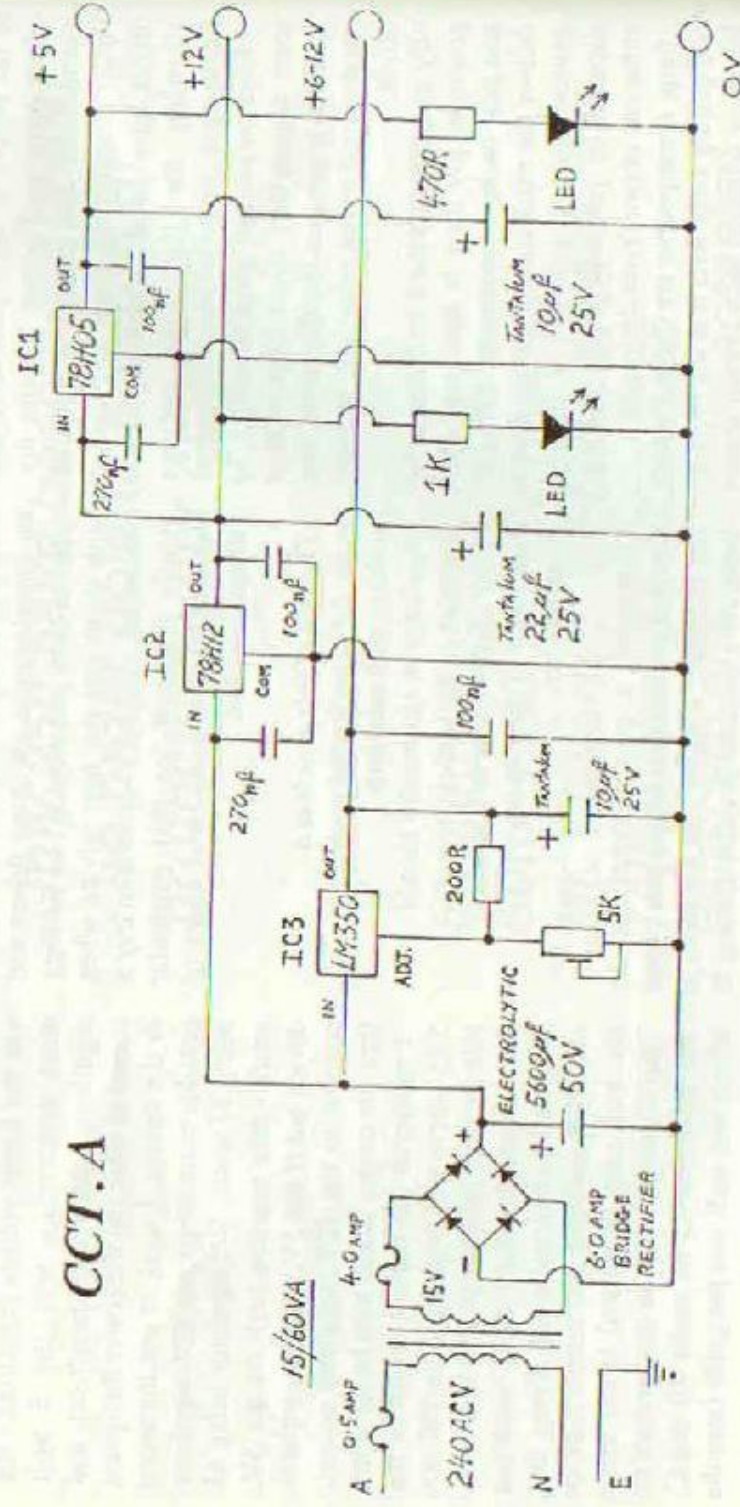 CCT.A
15/60VA
A
0.5AMP
4.0AMP
240ACV
15V
N
E
+
-
6.0AMP
BRIDGE
RECTIFIER
ELECTROLYTIC
5600µf
50V
+
IC3
LM350
IN
OUT
ADJ.
200R
5K
+
Tantalum
10µf
25V
100nf
IC2
78H12
IN
OUT
COM
270nf
100nf
+
Tantalum
22µf
25V
1K
LED
IC1
78H05
IN
OUT
COM
270nf
100nf
+
Tantalum
10µf
25V
470R
LED
+5V
+12V
+6-12V
0V